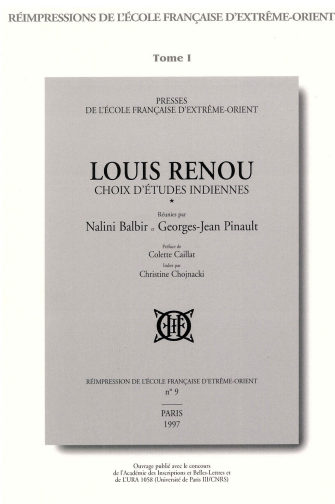 RÉIMPRESSIONS DE L'ÉCOLE FRANÇAISE D'EXTRÊME-ORIENT
Tome I
PRESSES
DE L'ÉCOLE FRANÇAISE D'EXTRÊME-ORIENT
LOUIS RENOU
CHOIX D'ÉTUDES INDIENNES
*
Réunies par
Nalini Balbir et Georges-Jean Pinault
Préface de
Colette Caillat
Index par
Christine Chojnacki
RÉIMPRESSION DE L'ÉCOLE FRANÇAISE D'ETRÊME-ORIENT
n° 9
PARIS
1997
Ouvrage publié avec le concours
de l'Académie des Inscriptions et Belles-Lettres et
de L'URA 1058 (Université de Paris III/CNRS)